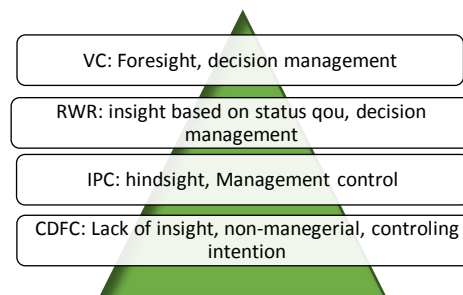 VC: Foresight, decision management
RWR: insight based on status qou, decision
management
IPC: hindsight, Management control
CDFC: Lack of insight, non-manegerial, controling
intention